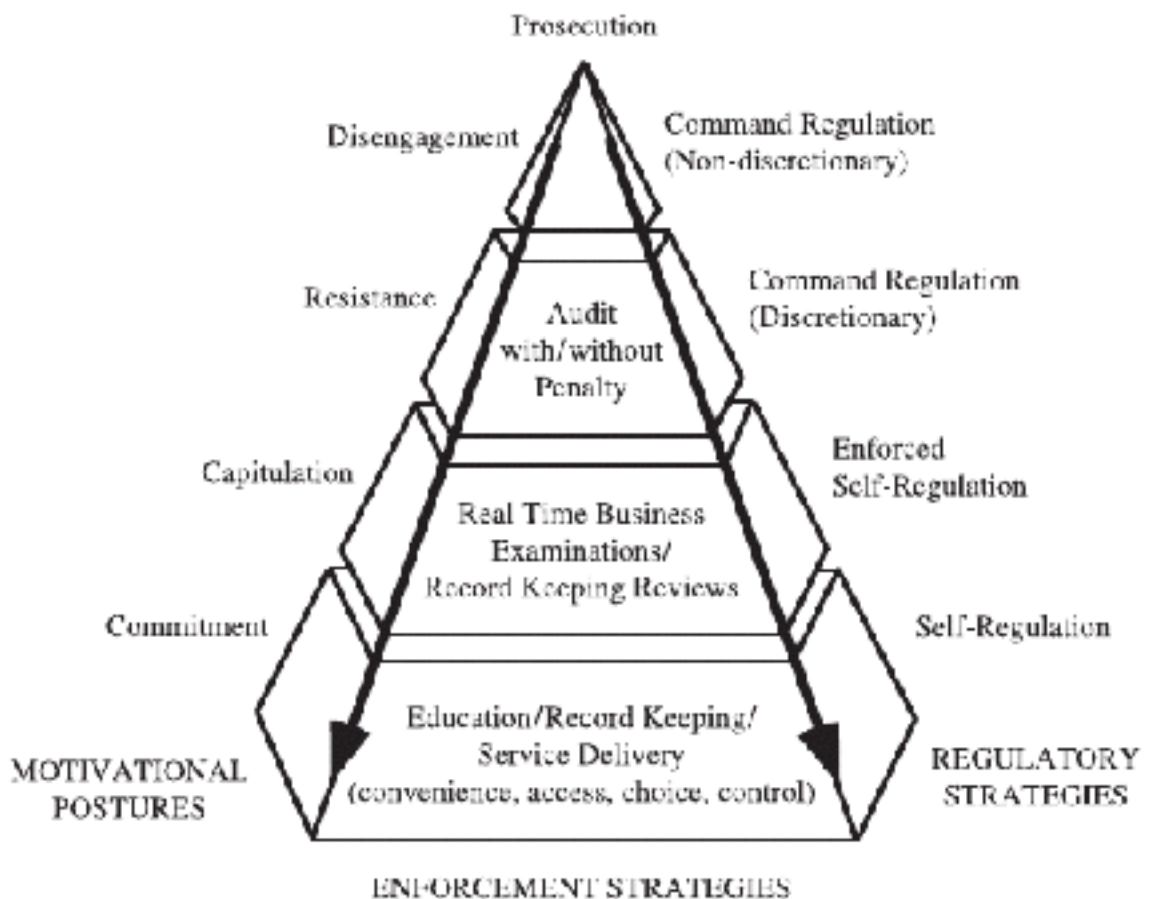 Prosecution
Disengagement
Command Regulation
(Non-discretionary)
Resistance
Command Regulation
(Discretionary)
Audit
with/without
Penalty
Capitulation
Enforced
Self-Regulation
Real Time Business
Examinations/
Record Keeping Reviews
Commitment
Self-Regulation
Education/Record Keeping/
Service Delivery
(convenience, access, choice, control)
MOTIVATIONAL
POSTURES
REGULATORY
STRATEGIES
ENFORCEMENT STRATEGIES